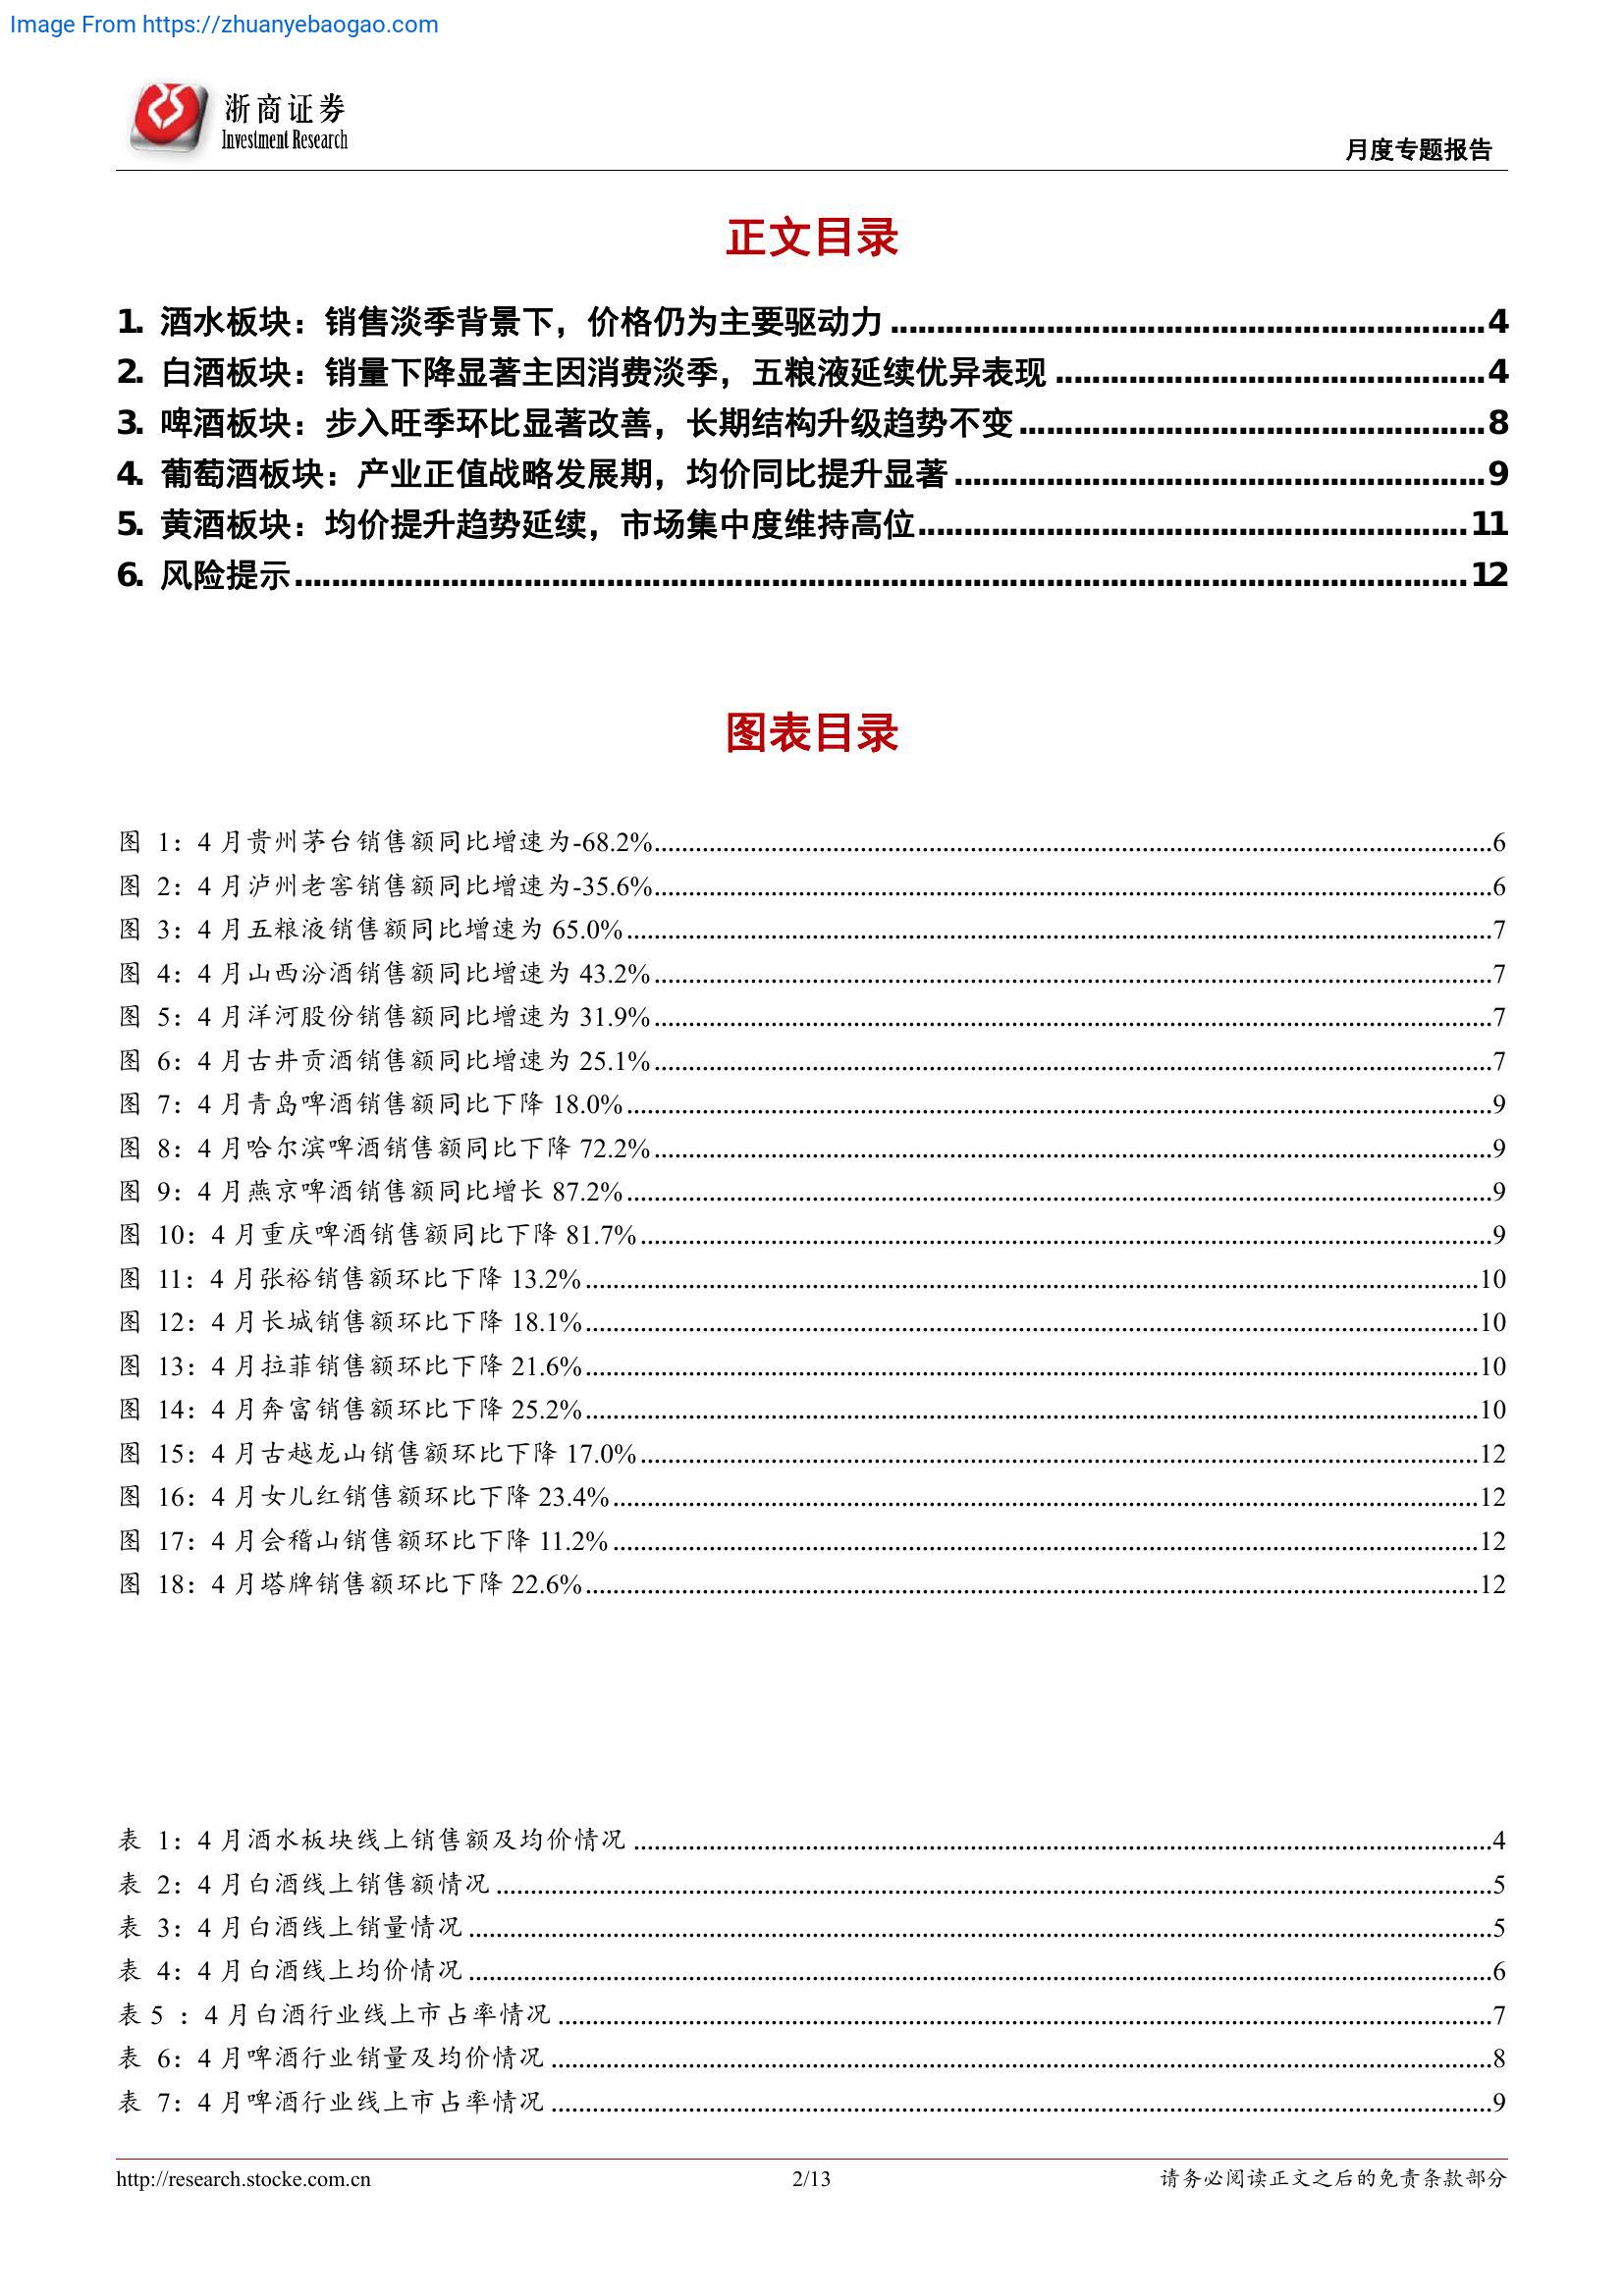 Image From https://zhuanyebaogao.com
浙商证券
Investment Research
月度专题报告
正文目录
1. 酒水板块：销售淡季背景下，价格仍为主要驱动力 4
2. 白酒板块：销量下降显著主因消费淡季，五粮液延续优异表现 4
3. 啤酒板块：步入旺季环比显著改善，长期结构升级趋势不变 8
4. 葡萄酒板块：产业正值战略发展期，均价同比提升显著 9
5. 黄酒板块：均价提升趋势延续，市场集中度维持高位 11
6. 风险提示 12
图表目录
图 1：4 月贵州茅台销售额同比增速为-68.2% 6
图 2：4 月泸州老窖销售额同比增速为-35.6% 6
图 3：4 月五粮液销售额同比增速为 65.0% 7
图 4：4 月山西汾酒销售额同比增速为 43.2% 7
图 5：4 月洋河股份销售额同比增速为 31.9% 7
图 6：4 月古井贡酒销售额同比增速为 25.1% 7
图 7：4 月青岛啤酒销售额同比下降 18.0% 9
图 8：4 月哈尔滨啤酒销售额同比下降 72.2% 9
图 9：4 月燕京啤酒销售额同比增长 87.2% 9
图 10：4 月重庆啤酒销售额同比下降 81.7% 9
图 11：4 月张裕销售额环比下降 13.2% 10
图 12：4 月长城销售额环比下降 18.1% 10
图 13：4 月拉菲销售额环比下降 21.6% 10
图 14：4 月奔富销售额环比下降 25.2% 10
图 15：4 月古越龙山销售额环比下降 17.0% 12
图 16：4 月女儿红销售额环比下降 23.4% 12
图 17：4 月会稽山销售额环比下降 11.2% 12
图 18：4 月塔牌销售额环比下降 22.6% 12
表 1：4 月酒水板块线上销售额及均价情况 4
表 2：4 月白酒线上销售额情况 5
表 3：4 月白酒线上销量情况 5
表 4：4 月白酒线上均价情况 6
表 5 ：4 月白酒行业线上市占率情况 7
表 6：4 月啤酒行业销量及均价情况 8
表 7：4 月啤酒行业线上市占率情况 9
http://research.stocke.com.cn
2/13
请务必阅读正文之后的免责条款部分